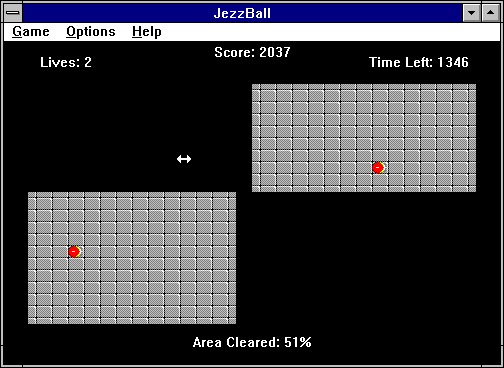 JezzBall
Game Options Help
Score: 2037
Lives: 2
Time Left: 1346
Area Cleared: 51%